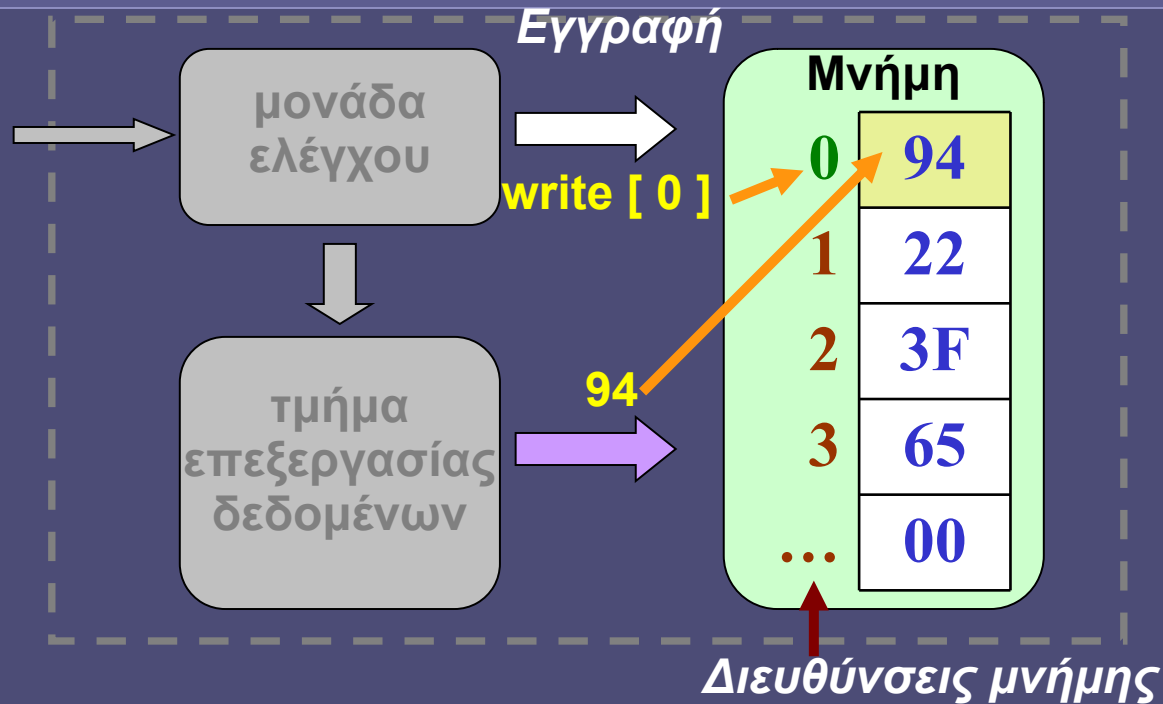 Εγγραφή
μονάδα
ελέγχου
write [ 0 ]
τμήμα
επεξεργασίας
δεδομένων
94
Μνήμη
0 94
1 22
2 3F
3 65
... 00
Διευθύνσεις μνήμης